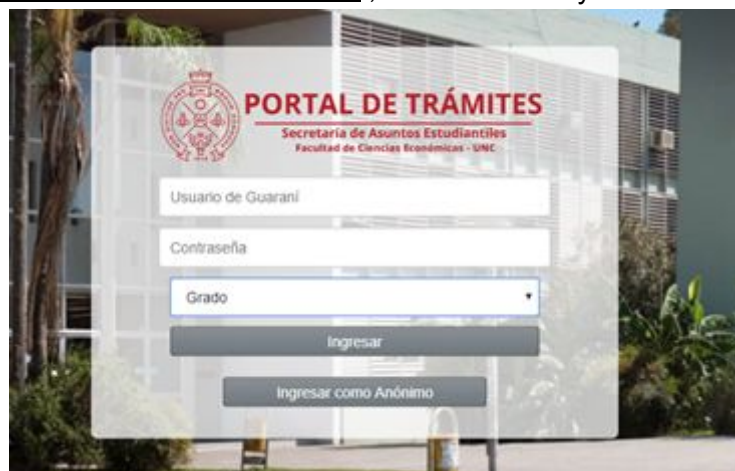 PORTAL DE TRÁMITES
Secretaría de Asuntos Estudiantiles
Facultad de Ciencias Económicas - UNC
Usuario de Guaraní
Contraseña
Grado
Ingresar
Ingresar como Anónimo